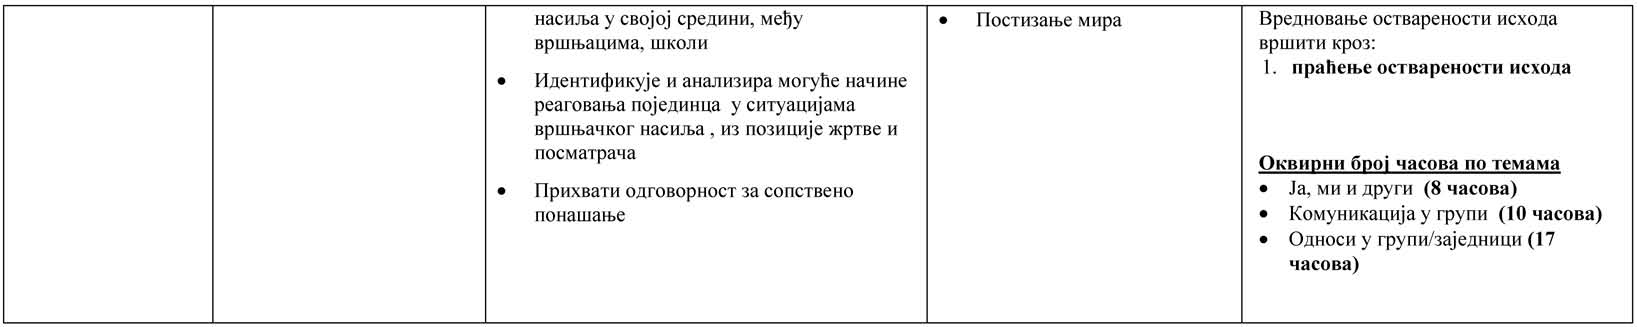 насиља у својој средини, међу
вршњацима, школи
• Идентификује и анализира могуће начине
реаговања појединца у ситуацијама
вршњачког насиља , из позиције жртве и
посматрача
• Прихвати одговорност за сопствено
понашање
• Постизање мира
Вредновање остварености исхода
вршити кроз:
1. праћење остварености исхода
Оквирни број часова по темама
• Ја, ми и други (8 часова)
• Комуникација у групи (10 часова)
• Односи у групи/заједници (17
часова)